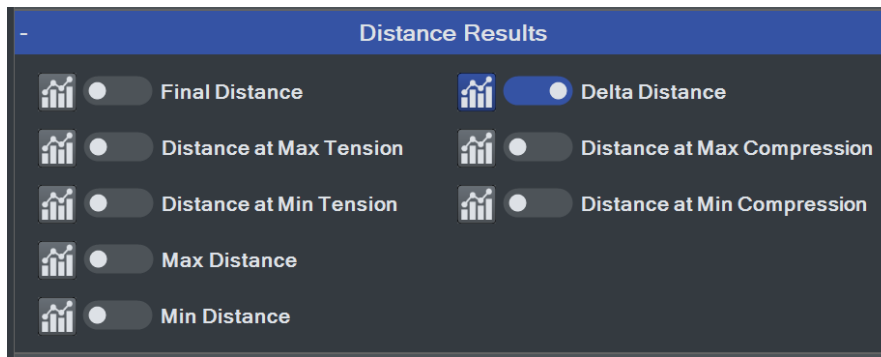 - Distance Results
Final Distance
Delta Distance
Distance at Max Tension
Distance at Max Compression
Distance at Min Tension
Distance at Min Compression
Max Distance
Min Distance